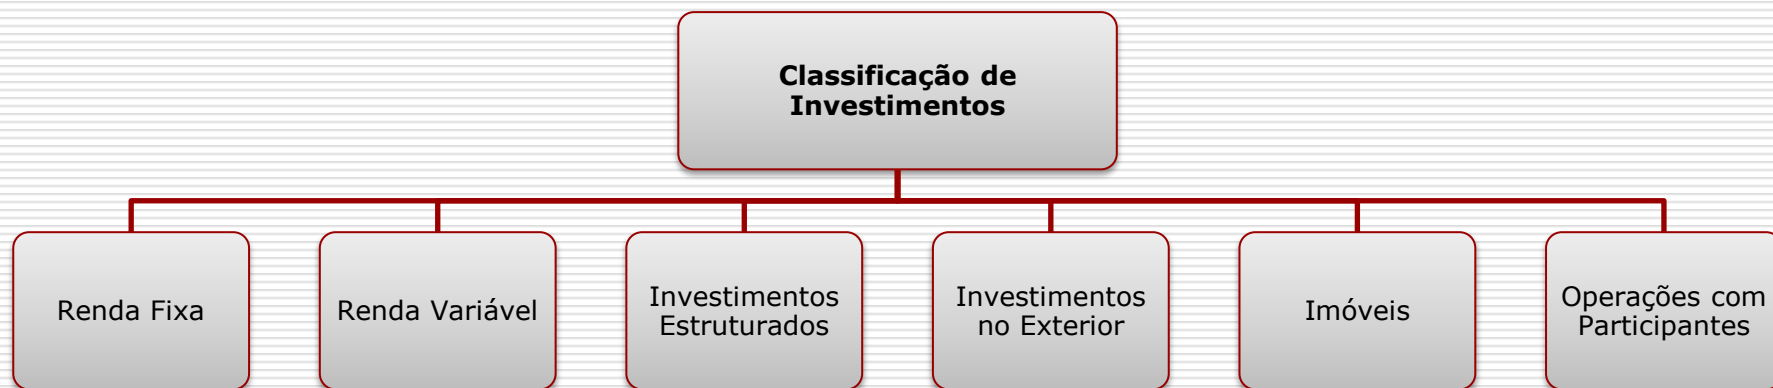 Classificação de
Investimentos
Renda Fixa
Renda Variável
Investimentos
Estruturados
Investimentos
no Exterior
Imóveis
Operações com
Participantes